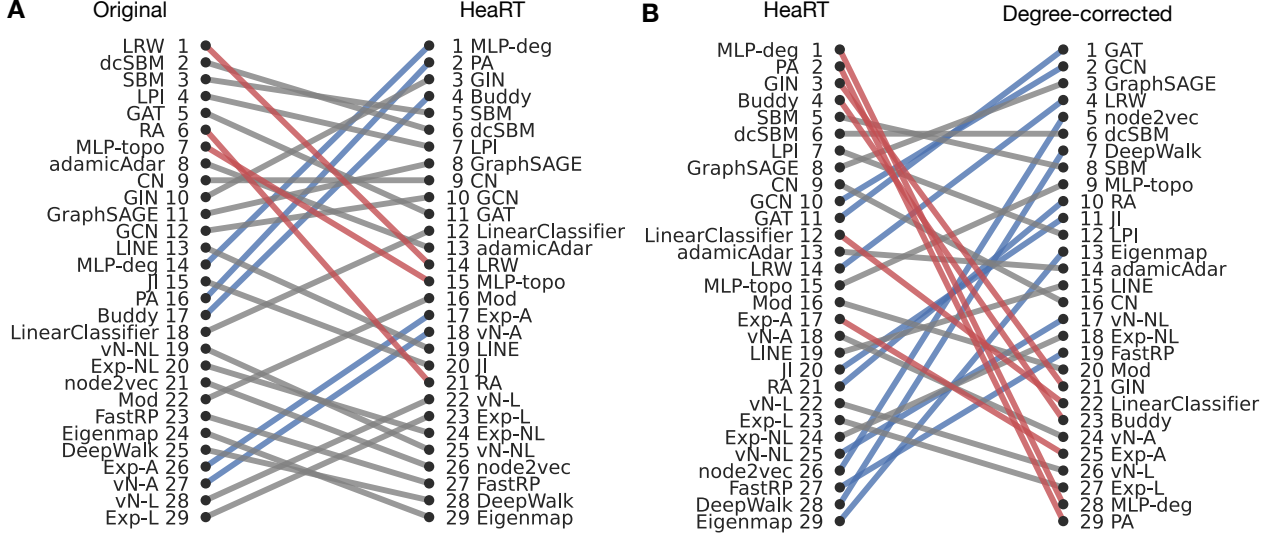 A
Original
HeaRT
LRW 1
dcSBM 2
SBM 3
LPI 4
GAT 5
RA 6
MLP-topo 7
adamicAdar 8
CN 9
GIN 10
GraphSAGE 11
GCN 12
LINE 13
MLP-deg 14
JI 15
PA 16
Buddy 17
LinearClassifier 18
vN-NL 19
Exp-NL 20
node2vec 21
Mod 22
FastRP 23
Eigenmap 24
DeepWalk 25
Exp-A 26
vN-A 27
vN-L 28
Exp-L 29
1 MLP-deg
2 PA
3 GIN
4 Buddy
5 SBM
6 dcSBM
7 LPI
8 GraphSAGE
9 CN
10 GCN
11 GAT
12 LinearClassifier
13 adamicAdar
14 LRW
15 MLP-topo
16 Mod
17 Exp-A
18 vN-A
19 LINE
20 JI
21 RA
22 vN-L
23 Exp-L
24 Exp-NL
25 vN-NL
26 node2vec
27 FastRP
28 DeepWalk
29 Eigenmap
B
HeaRT
Degree-corrected
MLP-deg 1
PA 2
GIN 3
Buddy 4
SBM 5
dcSBM 6
LPI 7
GraphSAGE 8
CN 9
GCN 10
GAT 11
LinearClassifier 12
adamicAdar 13
LRW 14
MLP-topo 15
Mod 16
Exp-A 17
vN-A 18
LINE 19
JI 20
RA 21
vN-L 22
Exp-L 23
Exp-NL 24
vN-NL 25
node2vec 26
FastRP 27
DeepWalk 28
Eigenmap 29
1 GAT
2 GCN
3 GraphSAGE
4 LRW
5 node2vec
6 dcSBM
7 DeepWalk
8 SBM
9 MLP-topo
10 RA
11 JI
12 LPI
13 Eigenmap
14 adamicAdar
15 LINE
16 CN
17 vN-NL
18 Exp-NL
19 FastRP
20 Mod
21 GIN
22 LinearClassifier
23 Buddy
24 vN-A
25 Exp-A
26 vN-L
27 Exp-L
28 MLP-deg
29 PA